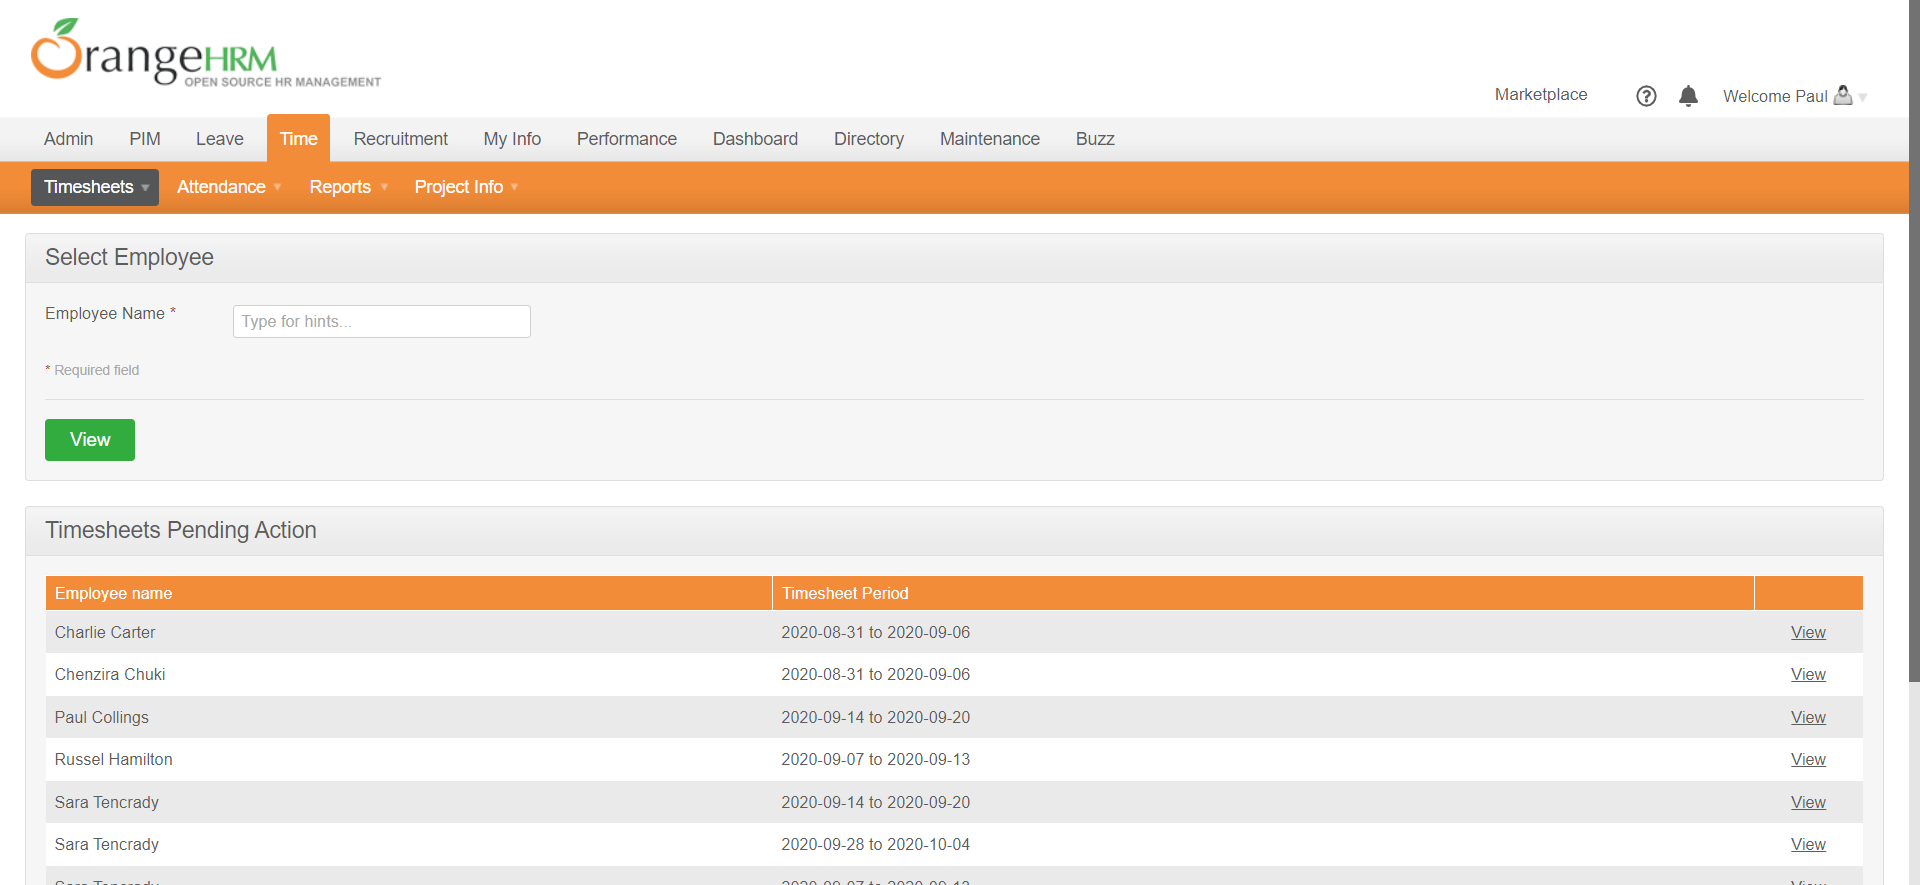 OrangeHRM
OPEN SOURCE HR MANAGEMENT
Marketplace
Welcome Paul
Admin PIM Leave Time Recruitment My Info Performance Dashboard Directory Maintenance Buzz
Timesheets Attendance Reports Project Info
Select Employee
Employee Name *
Type for hints...
* Required field
View
Timesheets Pending Action
Employee name Timesheet Period
Charlie Carter 2020-08-31 to 2020-09-06 View
Chenzira Chuki 2020-08-31 to 2020-09-06 View
Paul Collings 2020-09-14 to 2020-09-20 View
Russel Hamilton 2020-09-07 to 2020-09-13 View
Sara Tencrady 2020-09-14 to 2020-09-20 View
Sara Tencrady 2020-09-28 to 2020-10-04 View